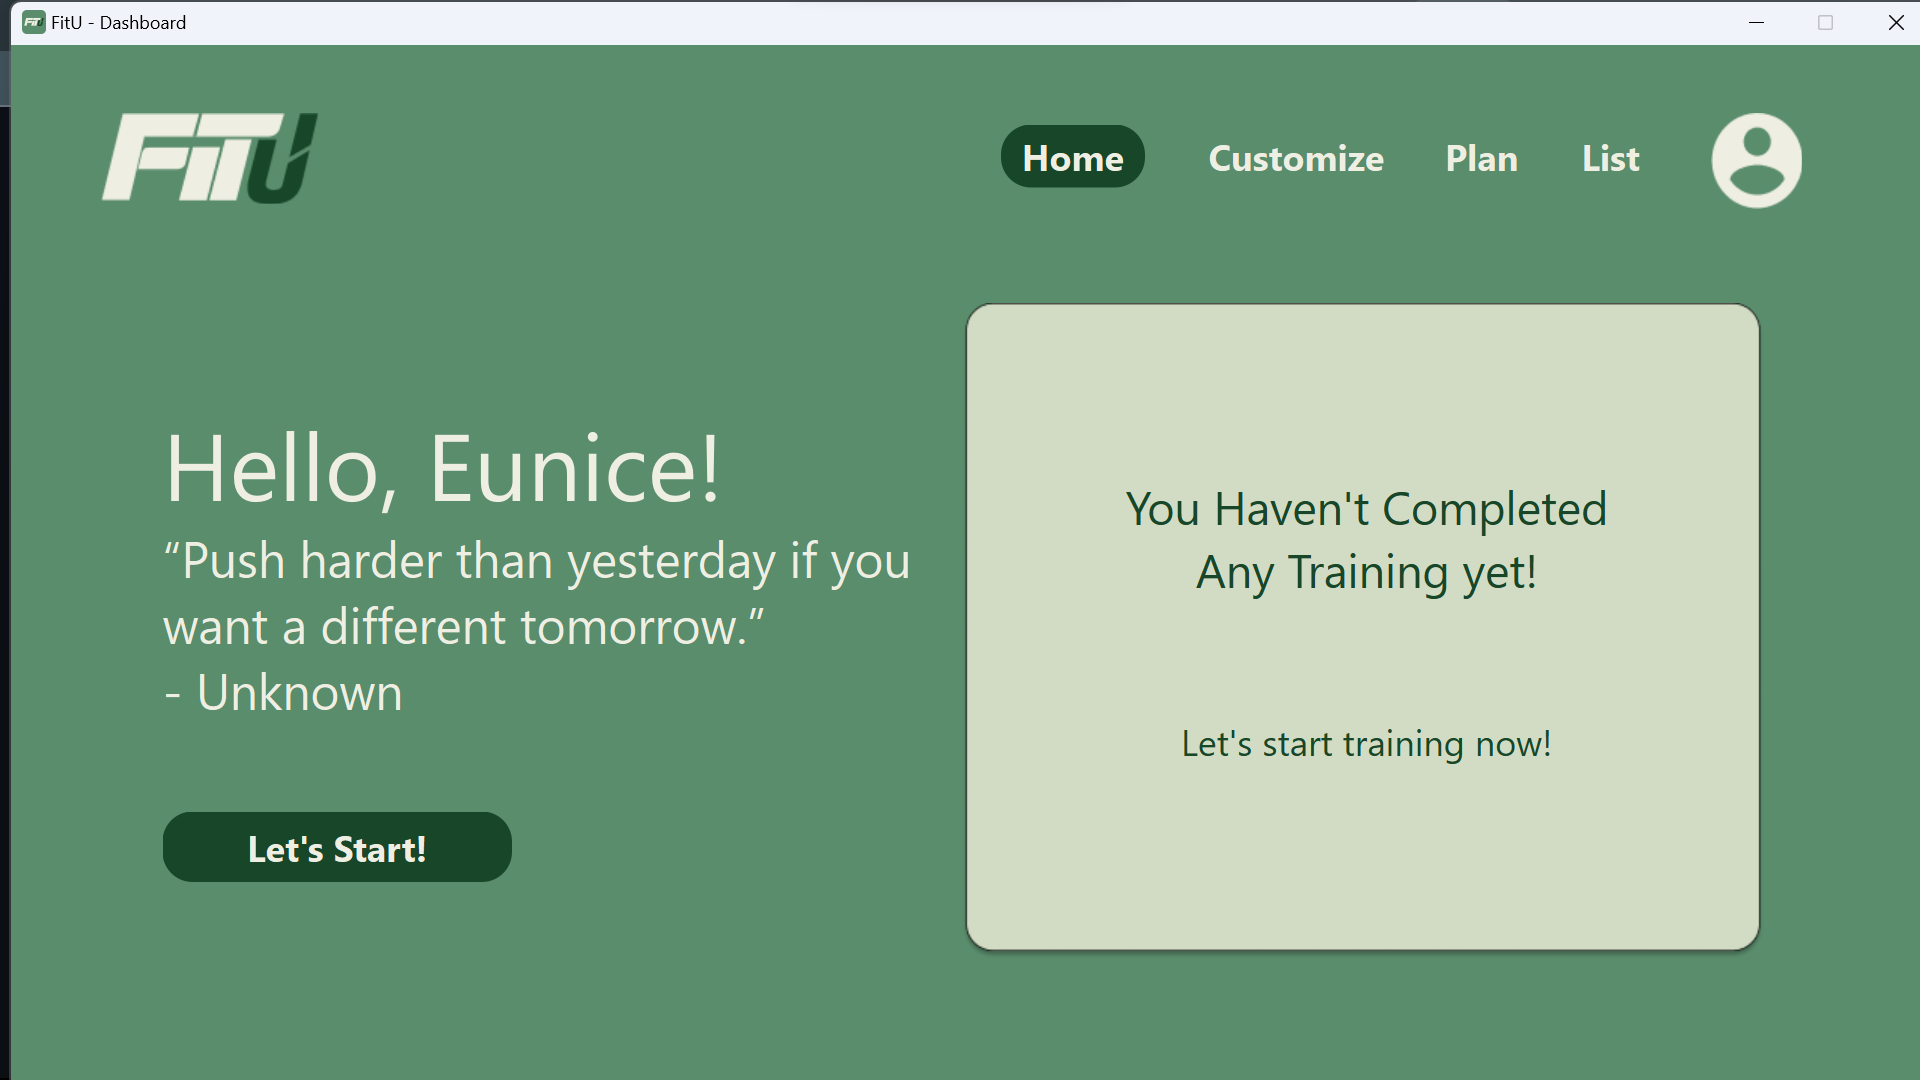 FitU - Dashboard
FiTU
Home Customize Plan List
Hello, Eunice!
“Push harder than yesterday if you
want a different tomorrow.”
- Unknown
Let's Start!
You Haven't Completed
Any Training yet!
Let's start training now!